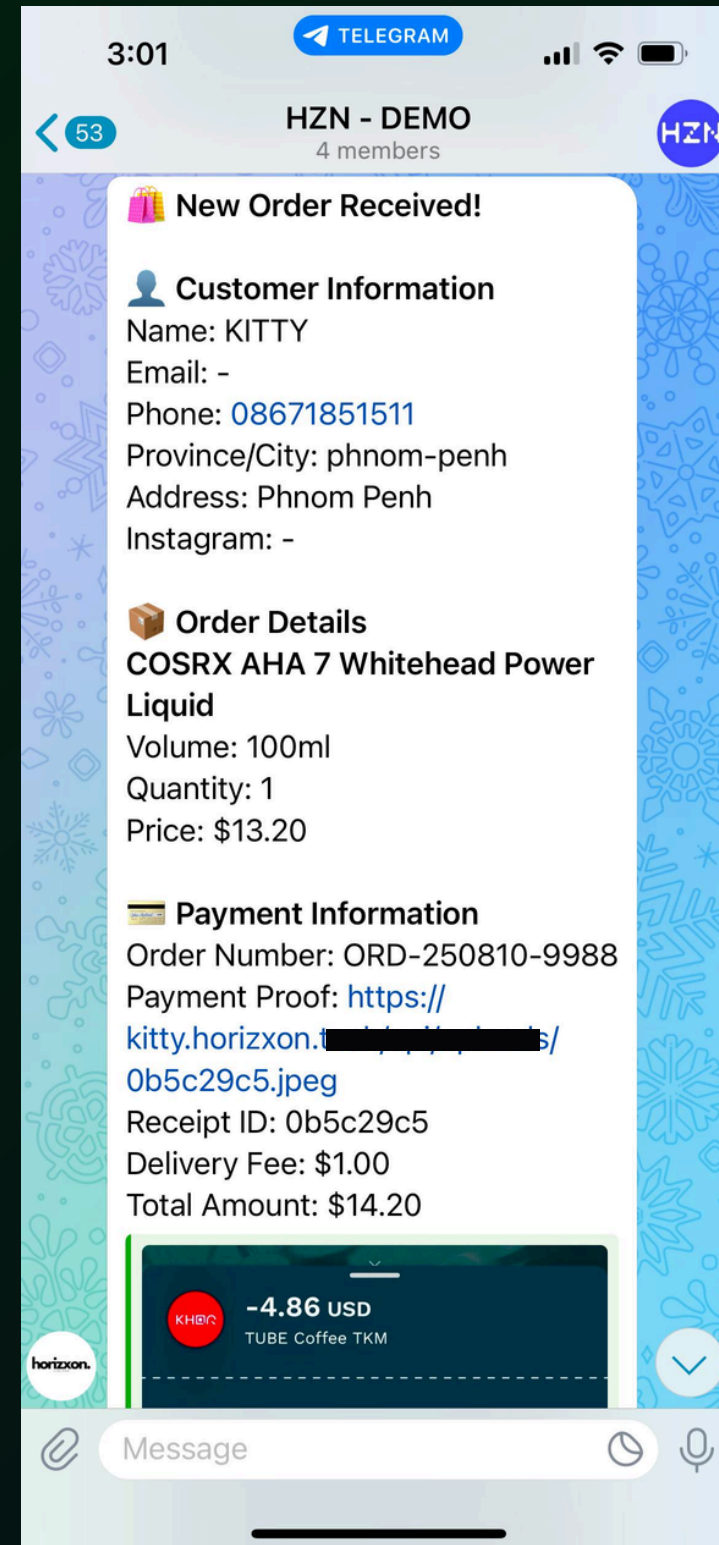 3:01
TELEGRAM
53
HZN - DEMO
4 members
HZN
🛍️ New Order Received!
👤 Customer Information
Name: KITTY
Email: -
Phone: 08671851511
Province/City: phnom-penh
Address: Phnom Penh
Instagram: -
📦 Order Details
COSRX AHA 7 Whitehead Power
Liquid
Volume: 100ml
Quantity: 1
Price: $13.20
💳 Payment Information
Order Number: ORD-250810-9988
Payment Proof: https://
kitty.horizxon.t s/
0b5c29c5.jpeg
Receipt ID: 0b5c29c5
Delivery Fee: $1.00
Total Amount: $14.20
KHQR
-4.86 USD
TUBE Coffee TKM
horizxon.
Message